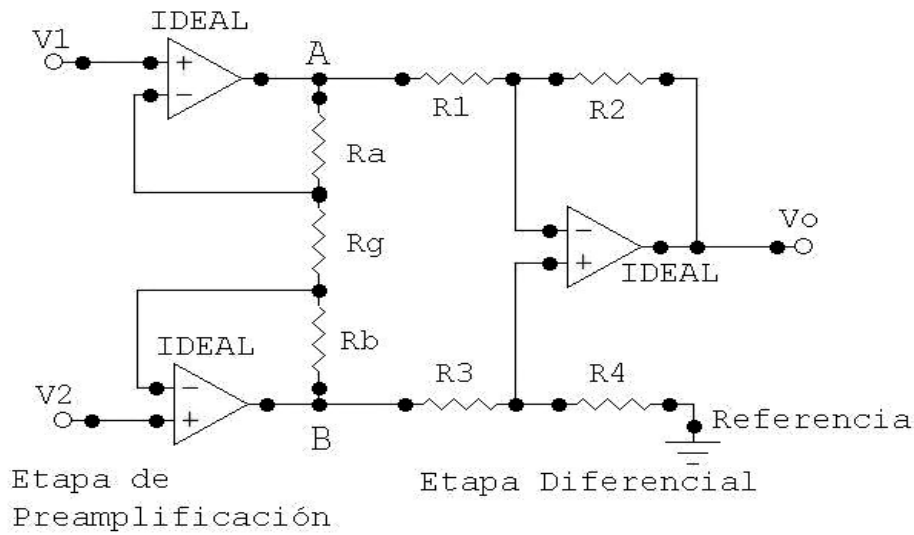 IDEAL
V1
+
−
A
R1
R2
Ra
Rg
Vo
−
+
IDEAL
IDEAL
Rb
R3
R4
V2
−
+
B
Referencia
Etapa de
Preamplificación
Etapa Diferencial